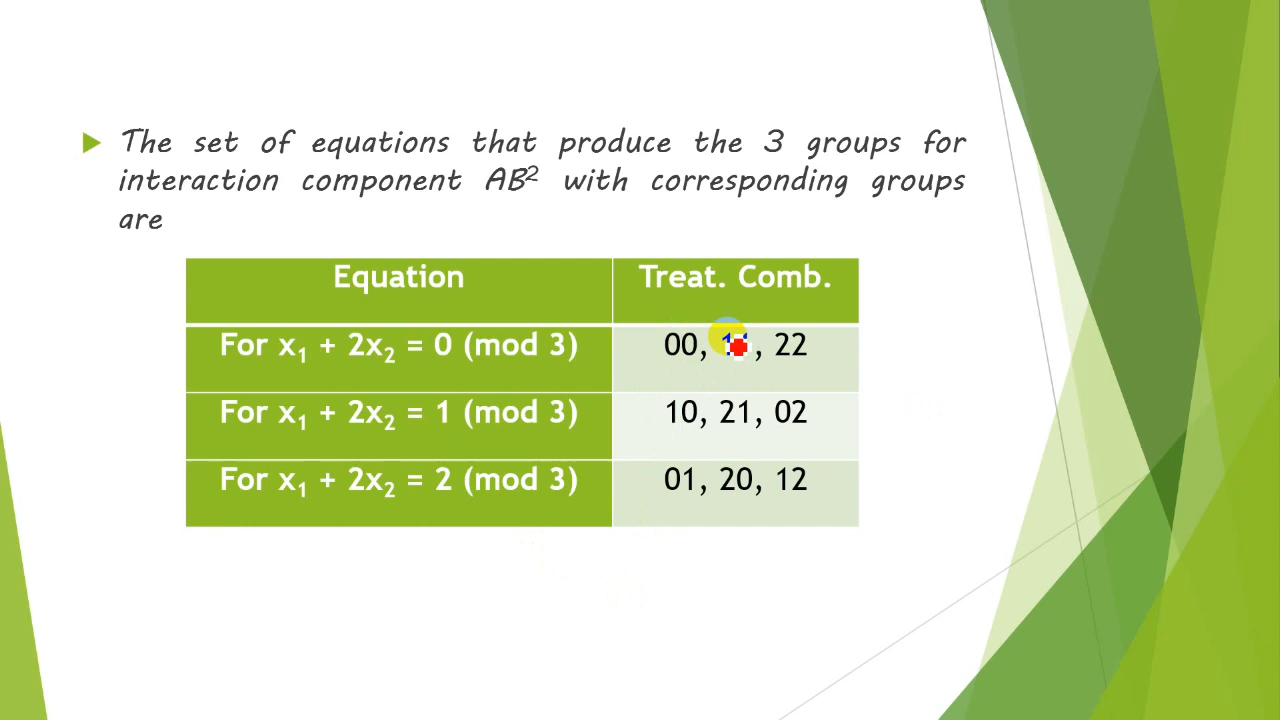 The set of equations that produce the 3 groups for
interaction component AB² with corresponding groups
are
Equation Treat. Comb.
For x₁ + 2x₂ = 0 (mod 3) 00, , 22
For x₁ + 2x₂ = 1 (mod 3) 10, 21, 02
For x₁ + 2x₂ = 2 (mod 3) 01, 20, 12